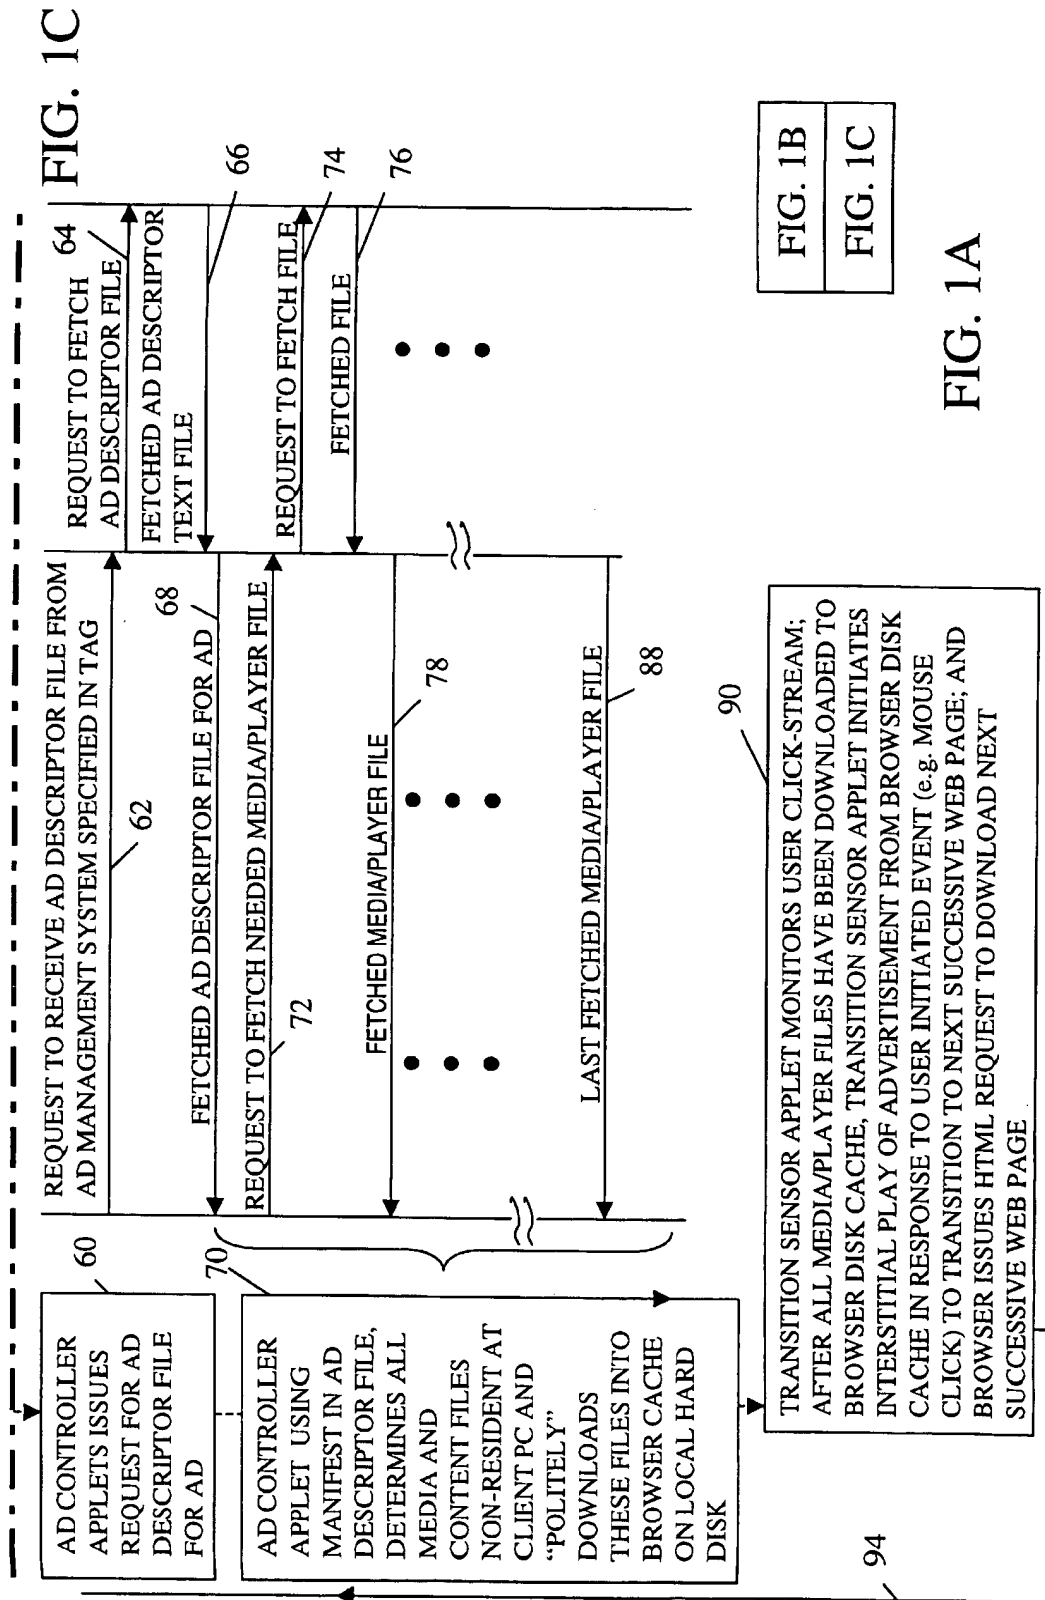 FIG. 1C
AD CONTROLLER
APPLETS ISSUES
REQUEST FOR AD
DESCRIPTOR FILE
FOR AD
60
REQUEST TO RECEIVE AD DESCRIPTOR FILE FROM
AD MANAGEMENT SYSTEM SPECIFIED IN TAG
62
REQUEST TO FETCH
AD DESCRIPTOR FILE
64
FETCHED AD DESCRIPTOR
TEXT FILE
66
FETCHED AD DESCRIPTOR FILE FOR AD
68
AD CONTROLLER
APPLET USING
MANIFEST IN AD
DESCRIPTOR FILE,
DETERMINES ALL
MEDIA AND
CONTENT FILES
NON-RESIDENT AT
CLIENT PC AND
“POLITELY”
DOWNLOADS
THESE FILES INTO
BROWSER CACHE
ON LOCAL HARD
DISK
70
REQUEST TO FETCH NEEDED MEDIA/PLAYER FILE
72
REQUEST TO FETCH FILE
74
FETCHED FILE
76
FETCHED MEDIA/PLAYER FILE
78
LAST FETCHED MEDIA/PLAYER FILE
88
90
TRANSITION SENSOR APPLET MONITORS USER CLICK-STREAM;
AFTER ALL MEDIA/PLAYER FILES HAVE BEEN DOWNLOADED TO
BROWSER DISK CACHE, TRANSITION SENSOR APPLET INITIATES
INTERSTITIAL PLAY OF ADVERTISEMENT FROM BROWSER DISK
CACHE IN RESPONSE TO USER INITIATED EVENT (e.g. MOUSE
CLICK) TO TRANSITION TO NEXT SUCCESSIVE WEB PAGE; AND
BROWSER ISSUES HTML REQUEST TO DOWNLOAD NEXT
SUCCESSIVE WEB PAGE
94
FIG. 1B
FIG. 1C
FIG. 1A